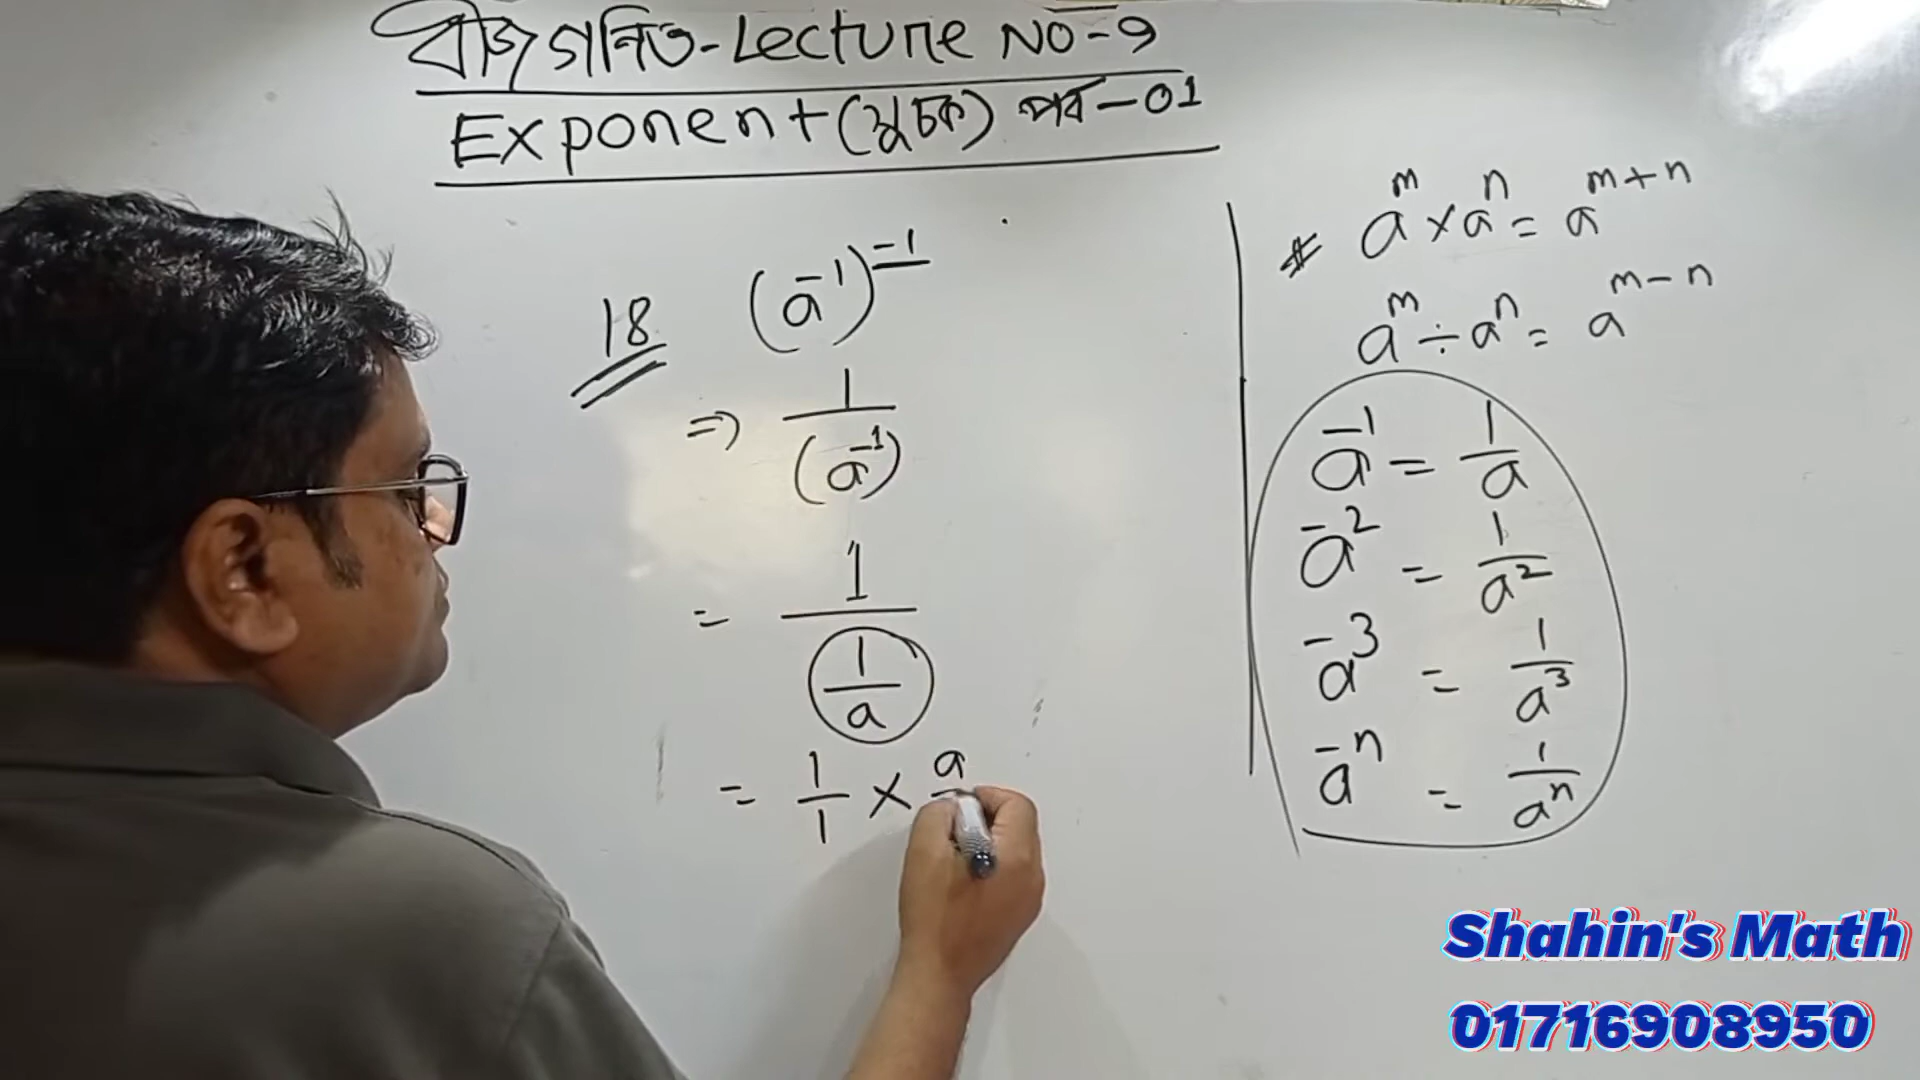 বীজগণিত-Lecture NO-9
Exponent (সূচক) পর্ব-01
18 (a⁻¹)⁻¹
⇒ 1/(a⁻¹)
= 1/(1/a)
= 1/1 × a
* aᵐ×aⁿ = aᵐ⁺ⁿ
aᵐ÷aⁿ = aᵐ⁻ⁿ
a⁻¹ = 1/a
a⁻² = 1/a²
a⁻³ = 1/a³
a⁻ⁿ = 1/aⁿ
Shahin's Math
01716908950